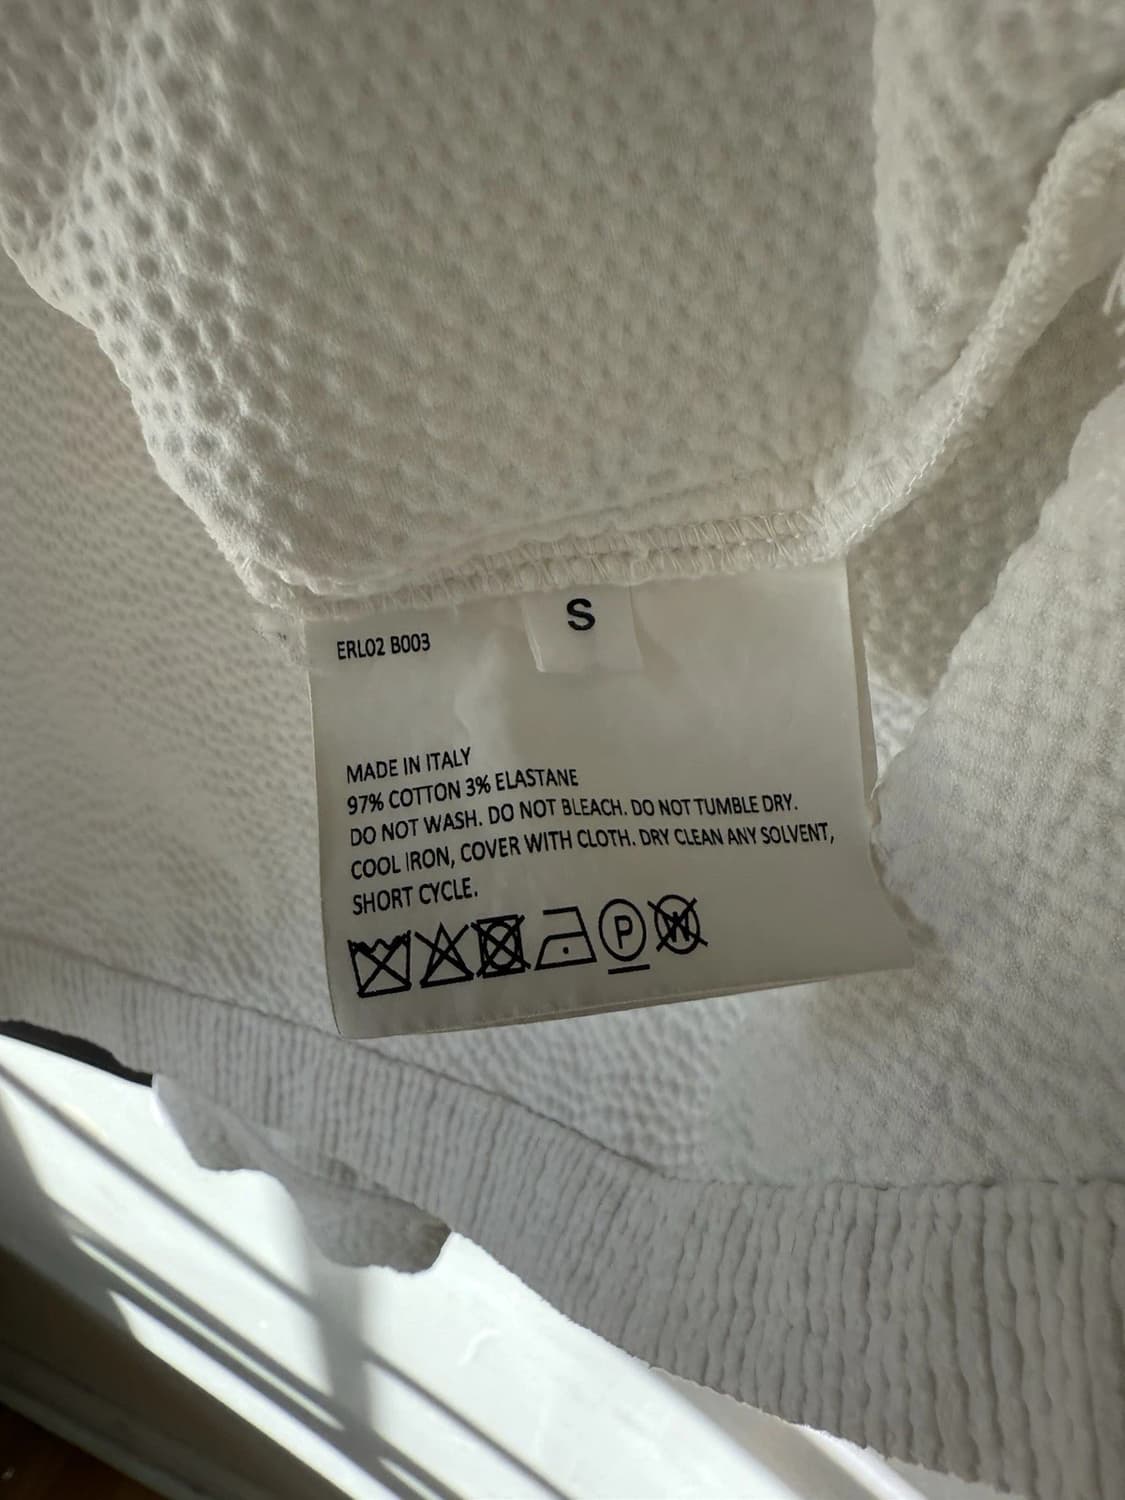 S
ERL02 B003
MADE IN ITALY
97% COTTON 3% ELASTANE
DO NOT WASH. DO NOT BLEACH. DO NOT TUMBLE DRY.
COOL IRON, COVER WITH CLOTH. DRY CLEAN ANY SOLVENT,
SHORT CYCLE.
P W